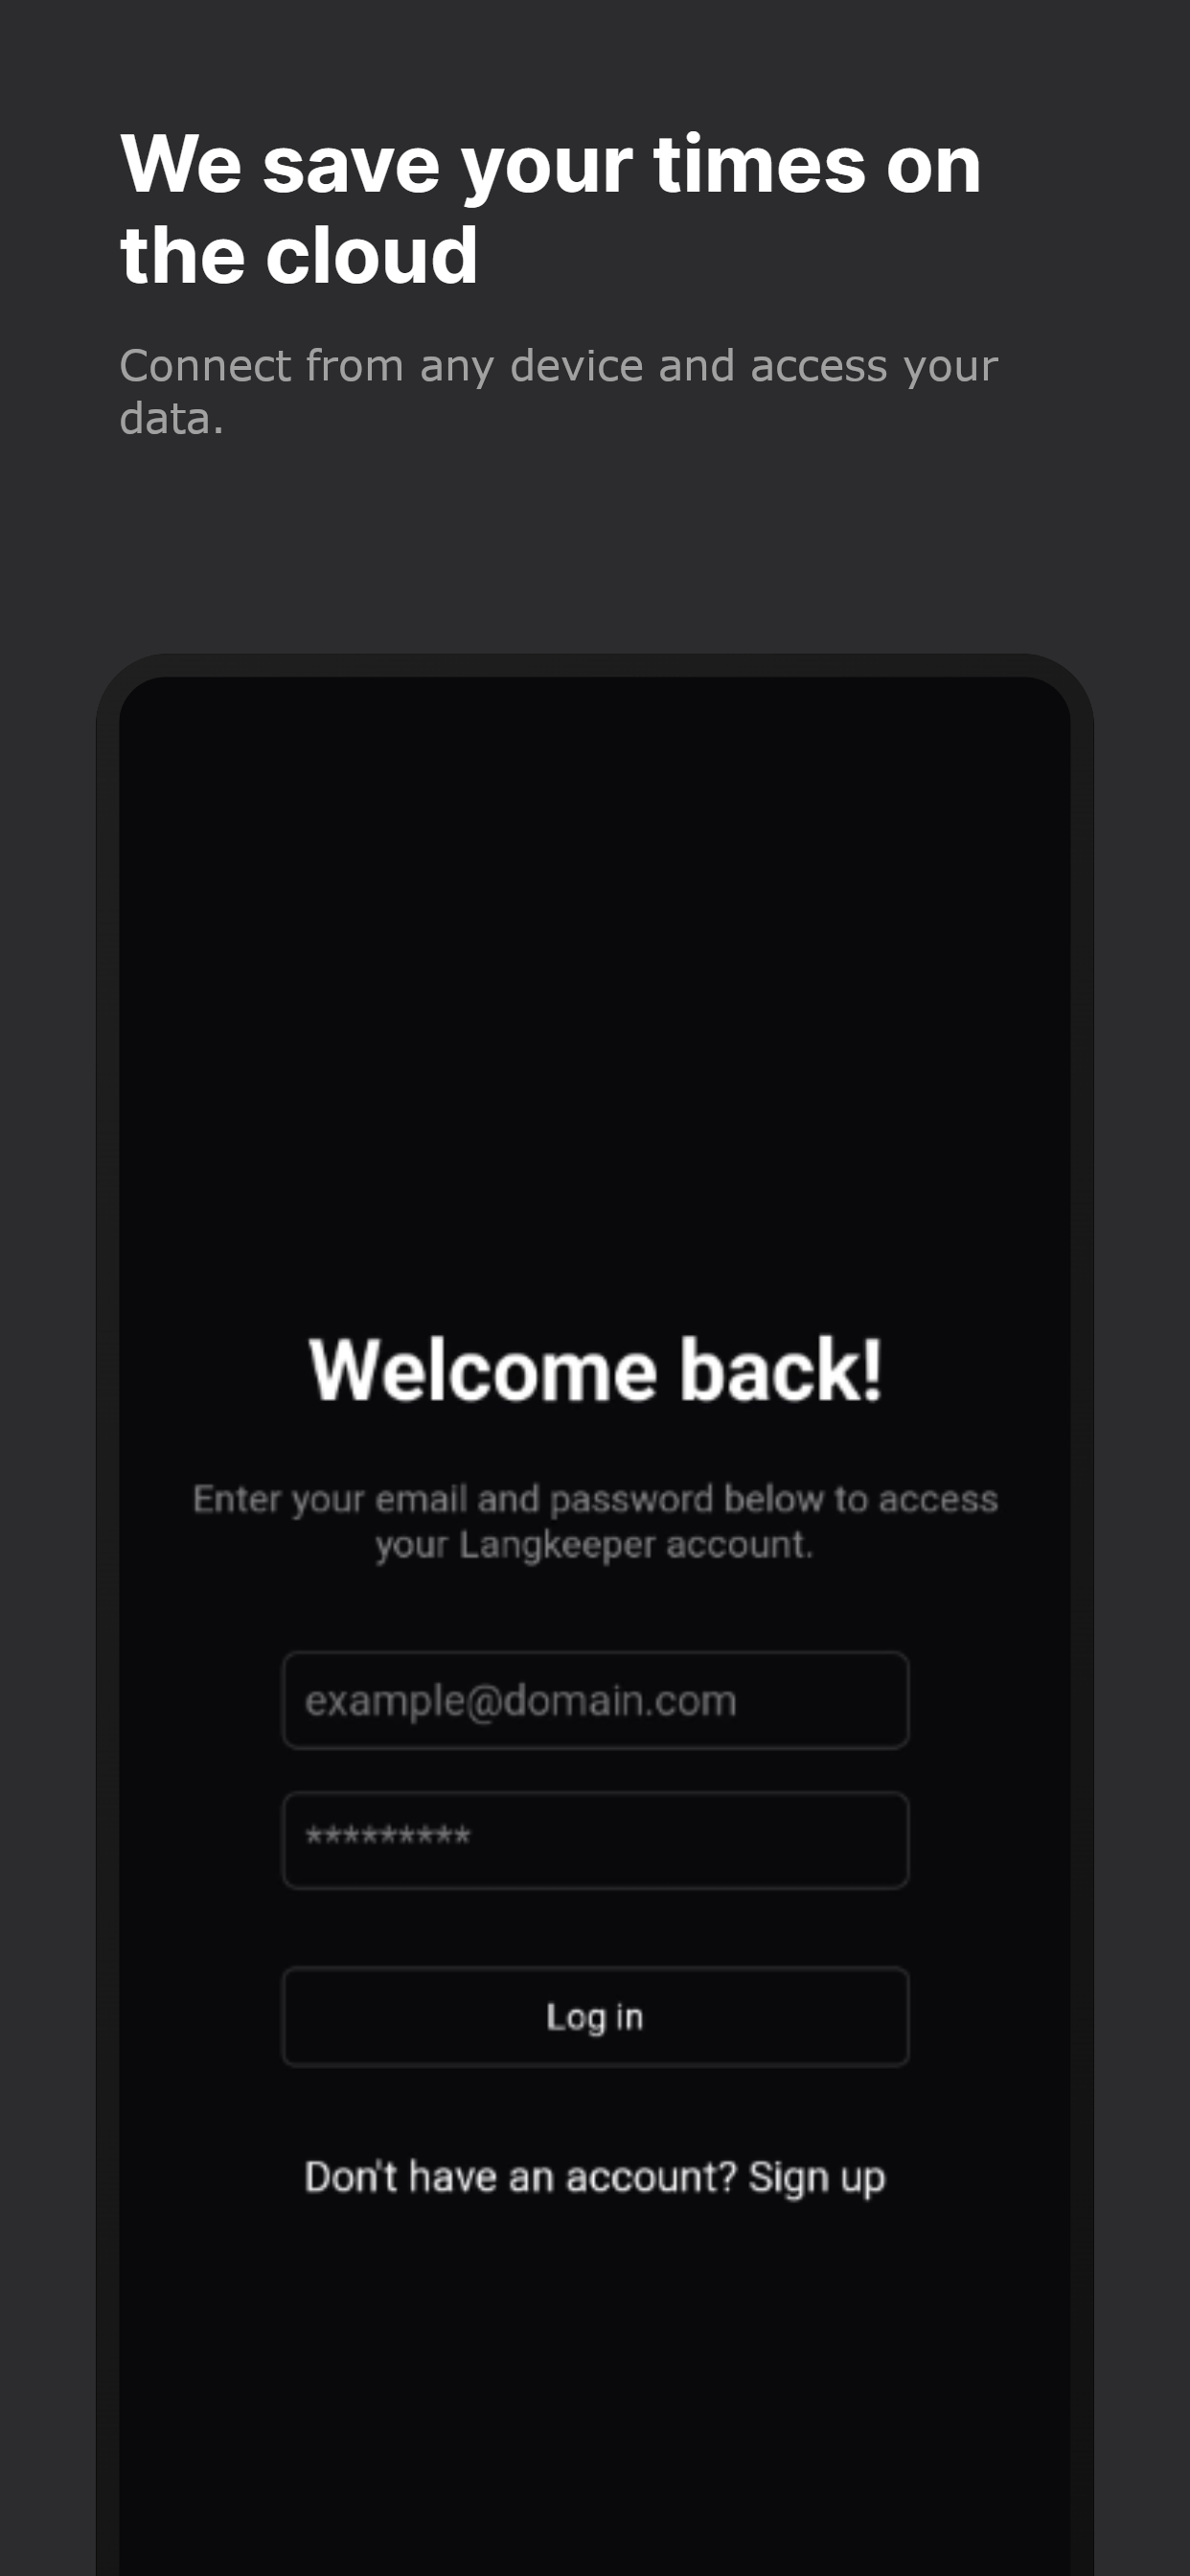 We save your times on
the cloud
Connect from any device and access your
data.
Welcome back!
Enter your email and password below to access
your Langkeeper account.
example@domain.com
*********
Log in
Don't have an account? Sign up